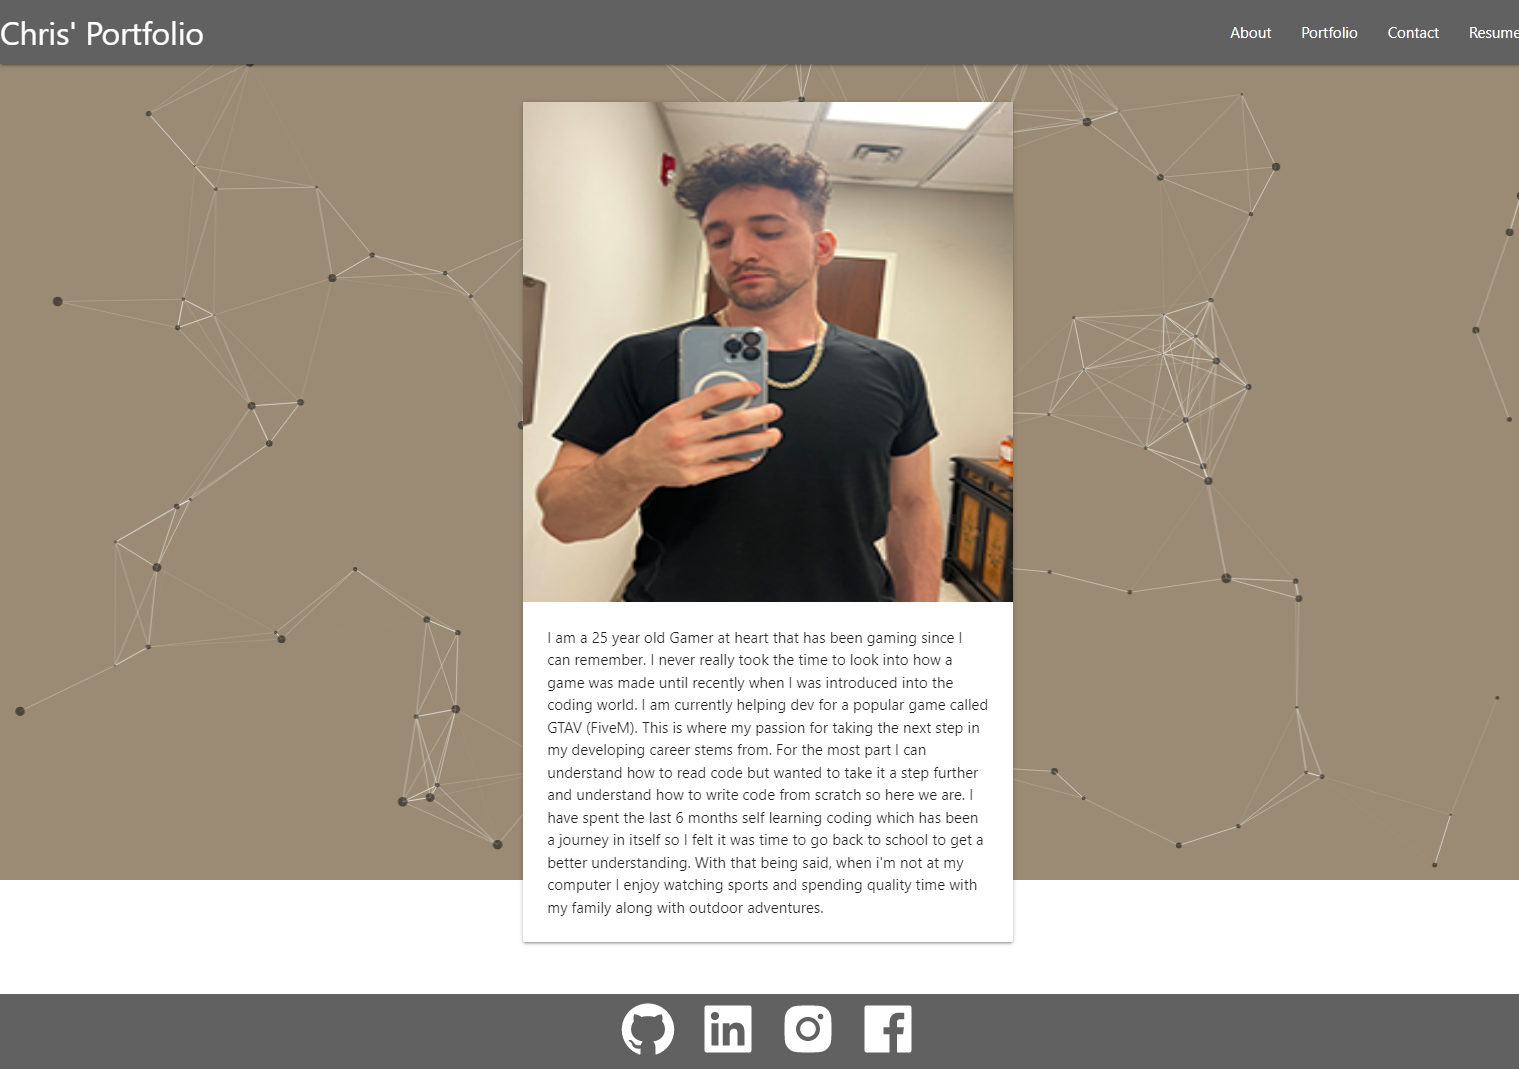 Chris' Portfolio
About Portfolio Contact Resume
I am a 25 year old Gamer at heart that has been gaming since I
can remember. I never really took the time to look into how a
game was made until recently when I was introduced into the
coding world. I am currently helping dev for a popular game called
GTAV (FiveM). This is where my passion for taking the next step in
my developing career stems from. For the most part I can
understand how to read code but wanted to take it a step further
and understand how to write code from scratch so here we are. I
have spent the last 6 months self learning coding which has been
a journey in itself so I felt it was time to go back to school to get a
better understanding. With that being said, when i'm not at my
computer I enjoy watching sports and spending quality time with
my family along with outdoor adventures.
in